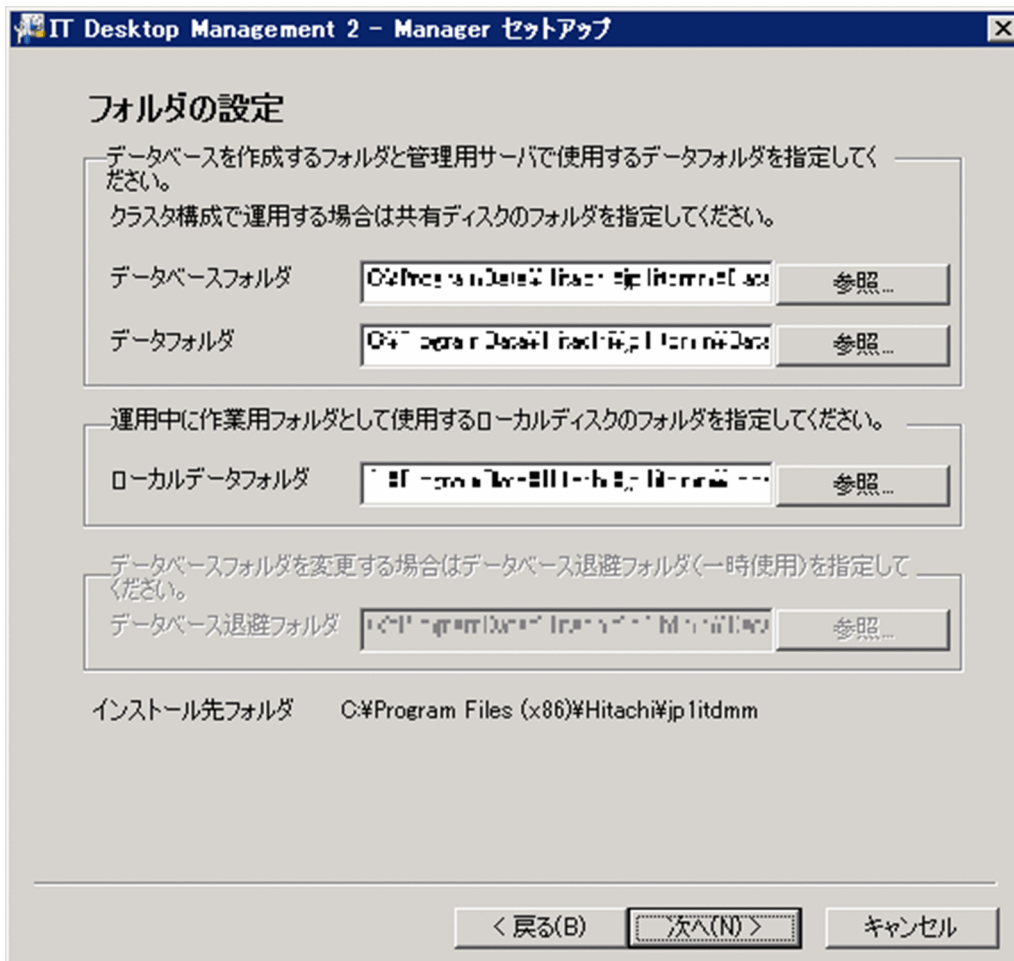 IT Desktop Management 2 - Manager セットアップ
フォルダの設定
データベースを作成するフォルダと管理用サーバで使用するデータフォルダを指定してく
ださい。
クラスタ構成で運用する場合は共有ディスクのフォルダを指定してください。
データベースフォルダ
参照...
データフォルダ
参照...
運用中に作業用フォルダとして使用するローカルディスクのフォルダを指定してください。
ローカルデータフォルダ
参照...
データベースフォルダを変更する場合はデータベース退避フォルダ(一時使用)を指定して
ください。
データベース退避フォルダ
参照...
インストール先フォルダ C:¥Program Files (x86)¥Hitachi¥jp1itdmm
< 戻る(B) 次へ(N) > キャンセル